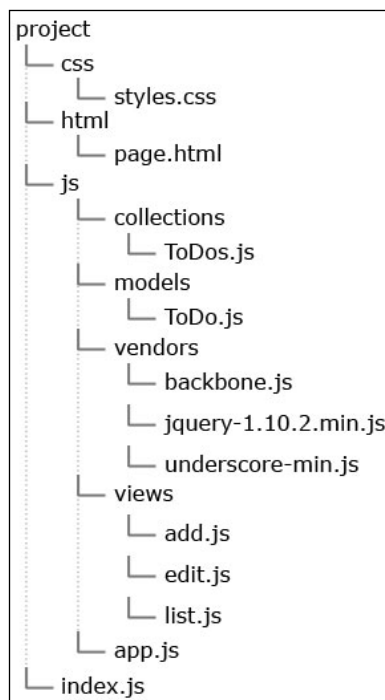 project
css
styles.css
html
page.html
js
collections
ToDos.js
models
ToDo.js
vendors
backbone.js
jquery-1.10.2.min.js
underscore-min.js
views
add.js
edit.js
list.js
app.js
index.js